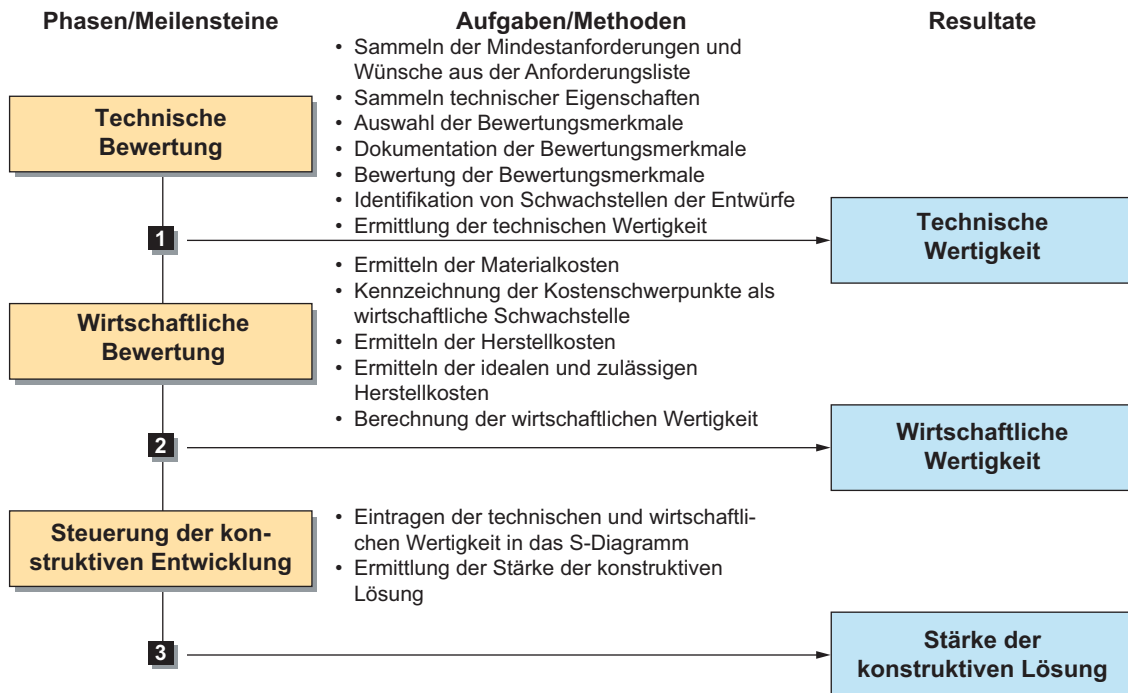 Phasen/Meilensteine
Aufgaben/Methoden
Resultate
Technische
Bewertung
• Sammeln der Mindestanforderungen und
Wünsche aus der Anforderungsliste
• Sammeln technischer Eigenschaften
• Auswahl der Bewertungsmerkmale
• Dokumentation der Bewertungsmerkmale
• Bewertung der Bewertungsmerkmale
• Identifikation von Schwachstellen der Entwürfe
• Ermittlung der technischen Wertigkeit
1
Technische
Wertigkeit
Wirtschaftliche
Bewertung
• Ermitteln der Materialkosten
• Kennzeichnung der Kostenschwerpunkte als
wirtschaftliche Schwachstelle
• Ermitteln der Herstellkosten
• Ermitteln der idealen und zulässigen
Herstellkosten
• Berechnung der wirtschaftlichen Wertigkeit
2
Wirtschaftliche
Wertigkeit
Steuerung der kon-
struktiven Entwicklung
• Eintragen der technischen und wirtschaftli-
chen Wertigkeit in das S-Diagramm
• Ermittlung der Stärke der konstruktiven
Lösung
3
Stärke der
konstruktiven Lösung